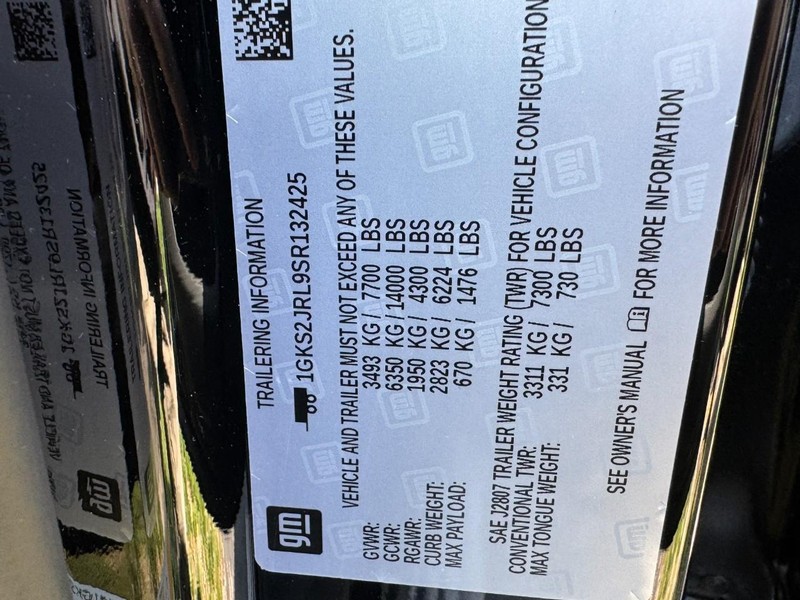 gm
TRAILERING INFORMATION
1GKS2JRL9SR132425
VEHICLE AND TRAILER MUST NOT EXCEED ANY OF THESE VALUES.
GVWR: 3493 KG / 7700 LBS
GCWR: 6350 KG / 14000 LBS
RGAWR: 1950 KG / 4300 LBS
CURB WEIGHT: 2823 KG / 6224 LBS
MAX PAYLOAD: 670 KG / 1476 LBS
SAE J2807 TRAILER WEIGHT RATING (TWR) FOR VEHICLE CONFIGURATION
CONVENTIONAL TWR: 3311 KG / 7300 LBS
MAX TONGUE WEIGHT: 331 KG / 730 LBS
SEE OWNER'S MANUAL FOR MORE INFORMATION